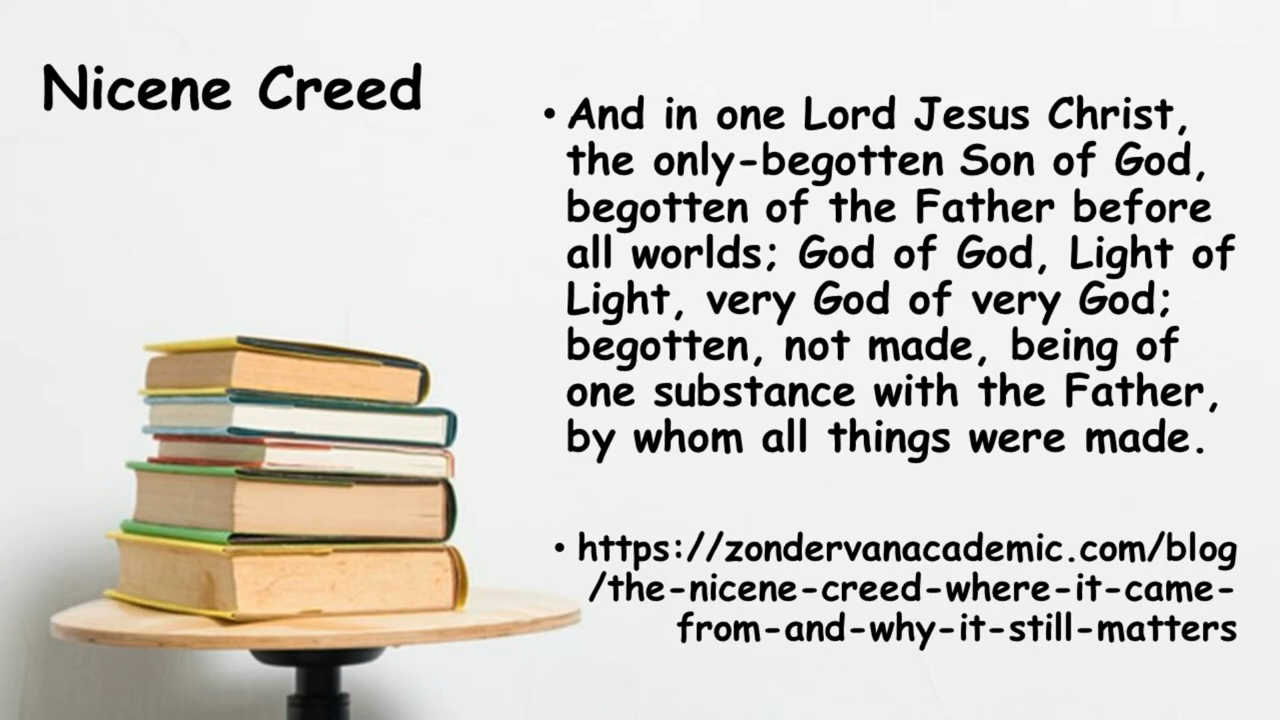 Nicene Creed
• And in one Lord Jesus Christ,
the only-begotten Son of God,
begotten of the Father before
all worlds; God of God, Light of
Light, very God of very God;
begotten, not made, being of
one substance with the Father,
by whom all things were made.
• https://zondervanacademic.com/blog
/the-nicene-creed-where-it-came-
from-and-why-it-still-matters